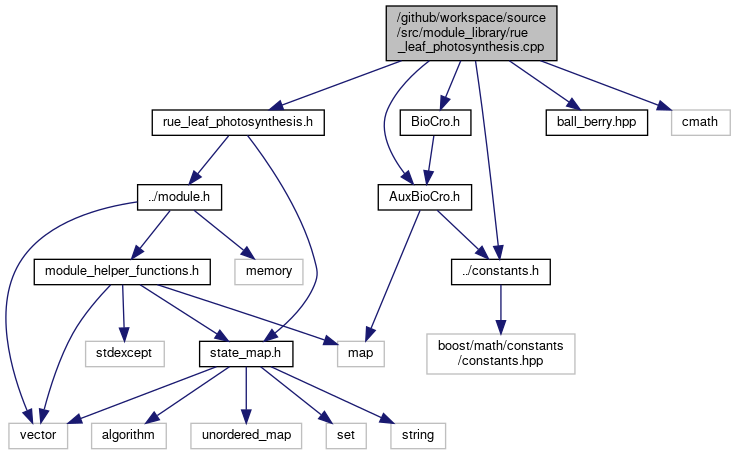 /github/workspace/source
/src/module_library/rue
_leaf_photosynthesis.cpp
rue_leaf_photosynthesis.h
BioCro.h
ball_berry.hpp
cmath
../module.h
AuxBioCro.h
module_helper_functions.h
memory
../constants.h
stdexcept
state_map.h
map
boost/math/constants
/constants.hpp
vector
algorithm
unordered_map
set
string